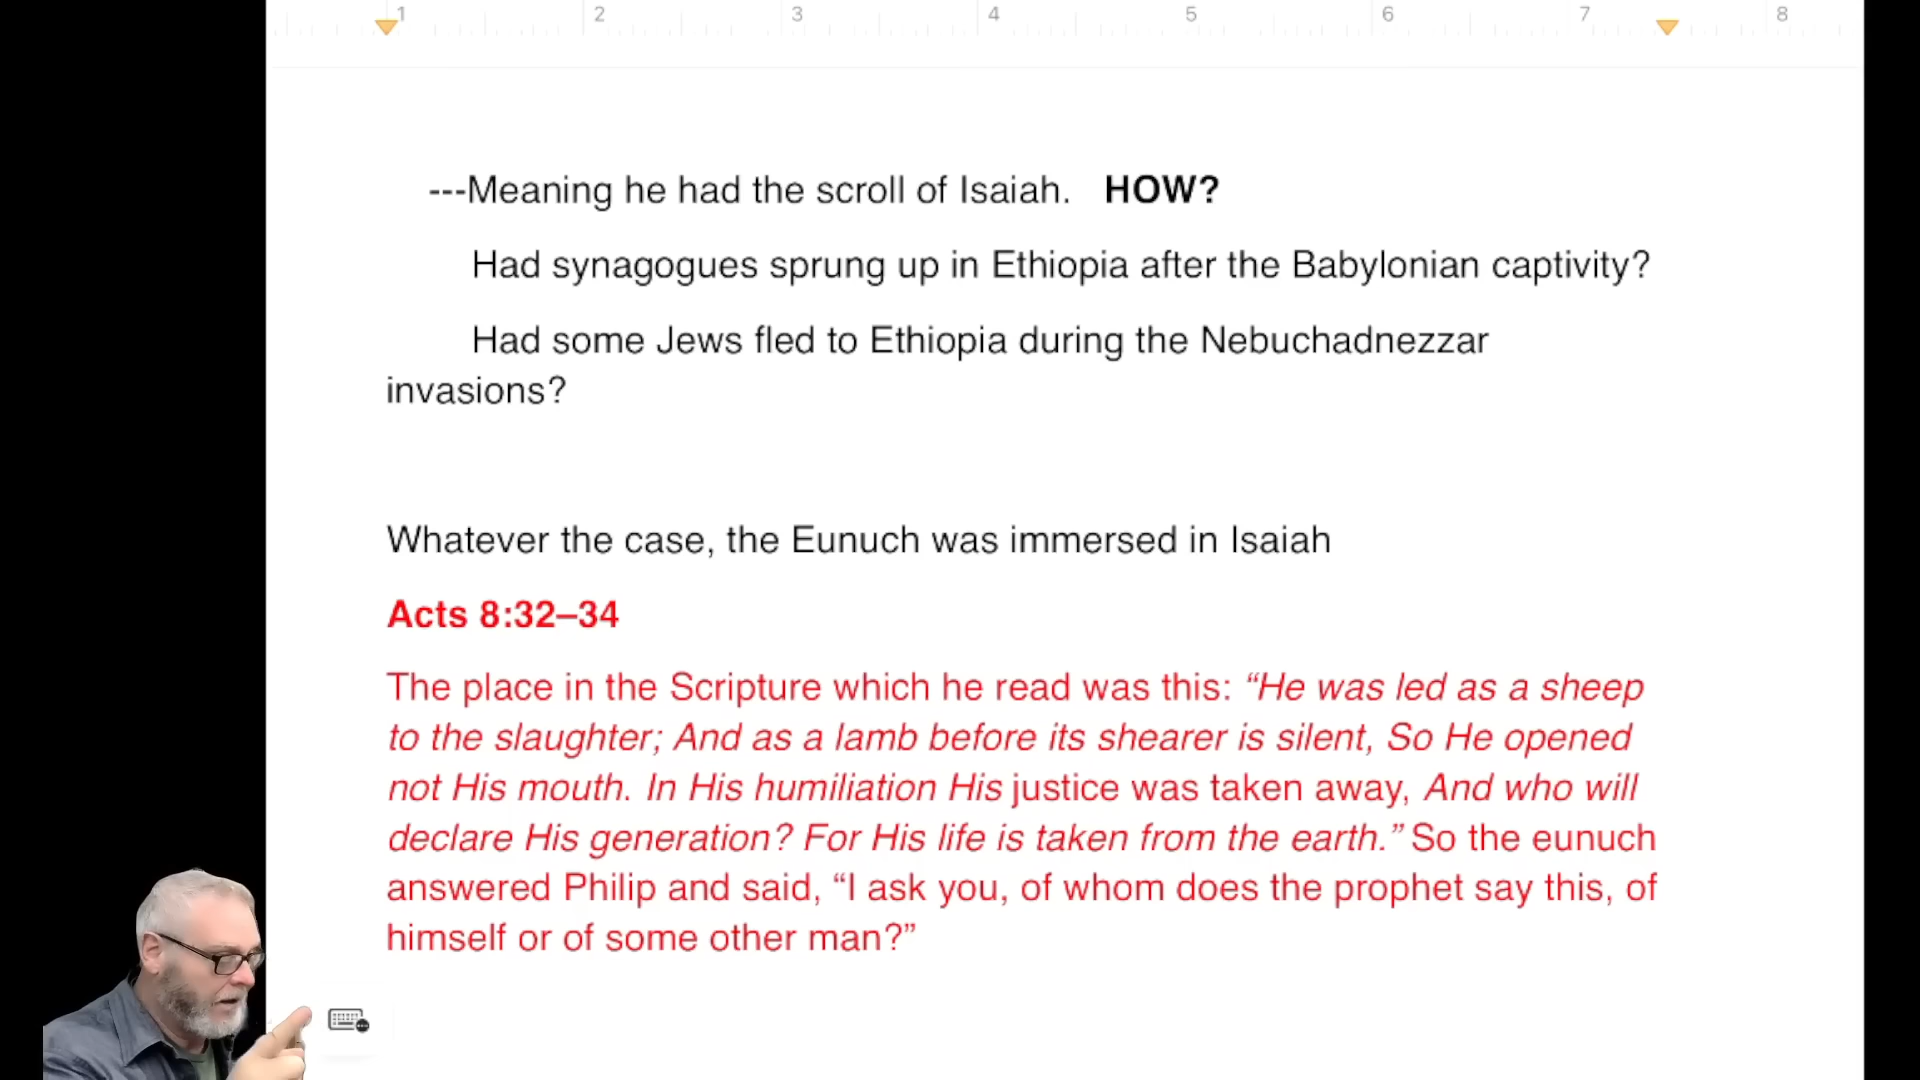 1 2 3 4 5 6 7 8
---Meaning he had the scroll of Isaiah. HOW?
Had synagogues sprung up in Ethiopia after the Babylonian captivity?
Had some Jews fled to Ethiopia during the Nebuchadnezzar
invasions?
Whatever the case, the Eunuch was immersed in Isaiah
Acts 8:32–34
The place in the Scripture which he read was this: “He was led as a sheep
to the slaughter; And as a lamb before its shearer is silent, So He opened
not His mouth. In His humiliation His justice was taken away, And who will
declare His generation? For His life is taken from the earth.” So the eunuch
answered Philip and said, “I ask you, of whom does the prophet say this, of
himself or of some other man?”